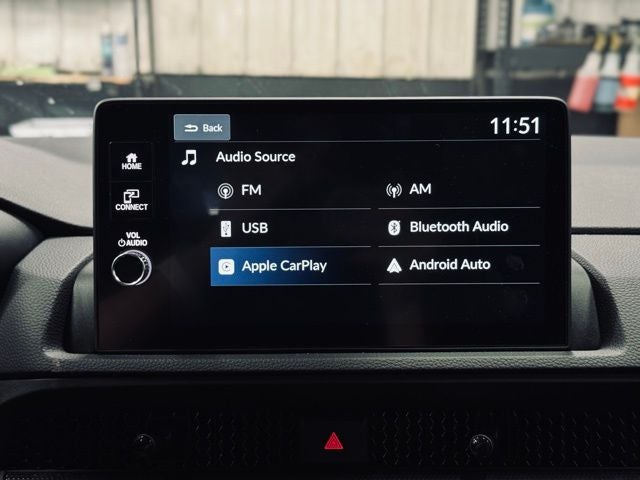 Back
11:51
Audio Source
HOME
FM
AM
CONNECT
USB
Bluetooth Audio
VOL
AUDIO
Apple CarPlay
Android Auto